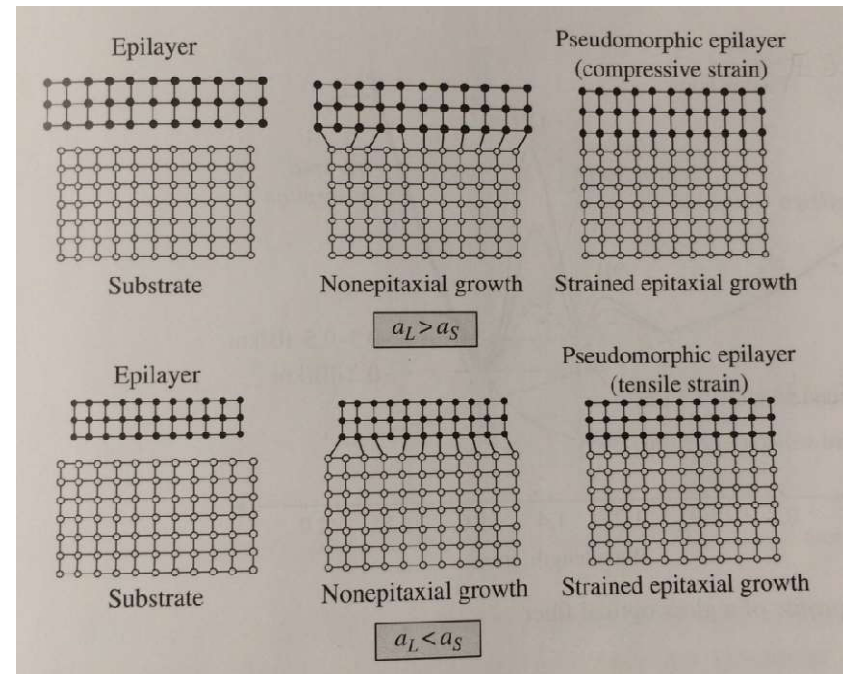 Epilayer
Pseudomorphic epilayer
(compressive strain)
Substrate
Nonepitaxial growth
Strained epitaxial growth
a_L > a_S
Epilayer
Pseudomorphic epilayer
(tensile strain)
Substrate
Nonepitaxial growth
Strained epitaxial growth
a_L < a_S